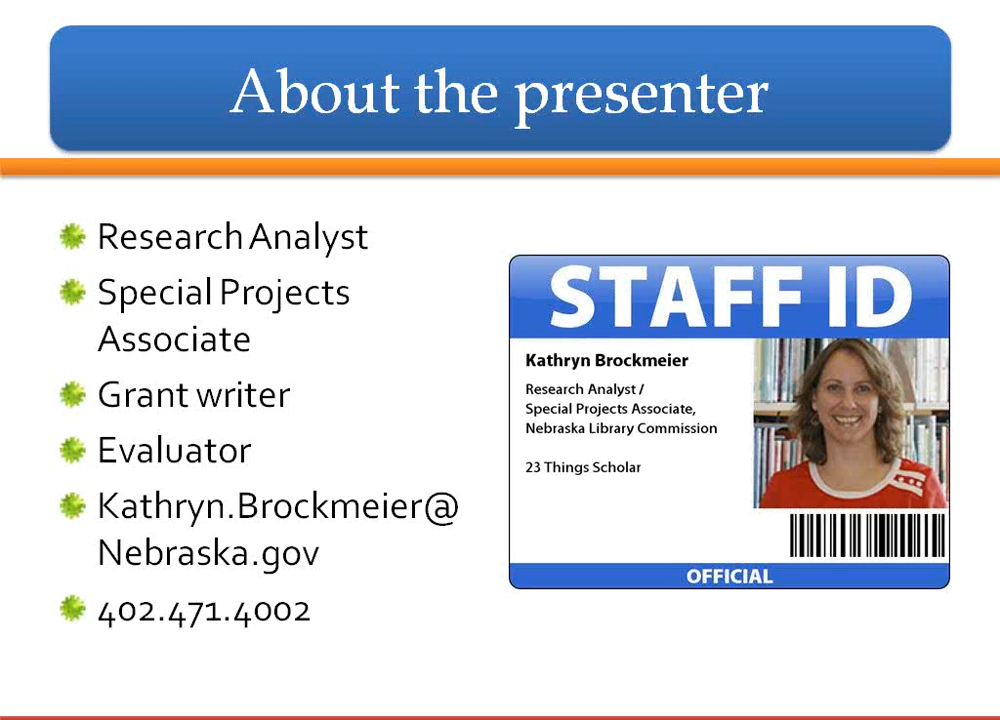 About the presenter
Research Analyst
Special Projects
Associate
Grant writer
Evaluator
Kathryn.Brockmeier@
Nebraska.gov
402.471.4002
STAFF ID
Kathryn Brockmeier
Research Analyst /
Special Projects Associate,
Nebraska Library Commission
23 Things Scholar
OFFICIAL